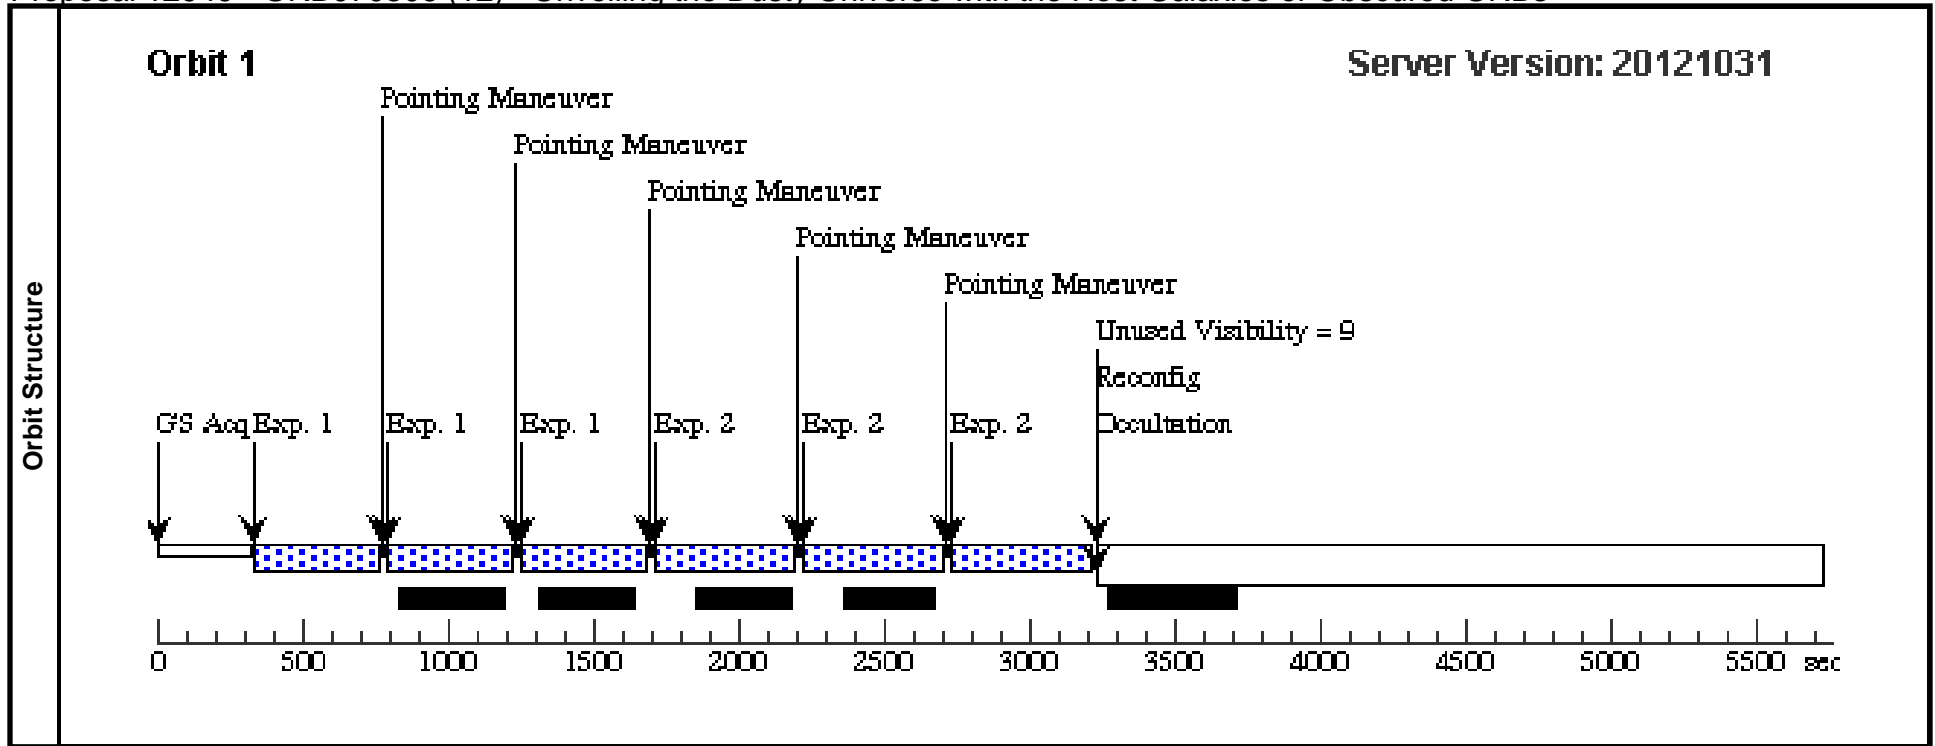 Orbit 1
Server Version: 20121031
Pointing Maneuver
Pointing Maneuver
Pointing Maneuver
Pointing Maneuver
Pointing Maneuver
Unused Visibility = 9
Reconfig
GS Acq Exp. 1 Exp. 1 Exp. 1 Exp. 2 Exp. 2 Exp. 2 Occultation
Orbit Structure
0 500 1000 1500 2000 2500 3000 3500 4000 4500 5000 5500 sec